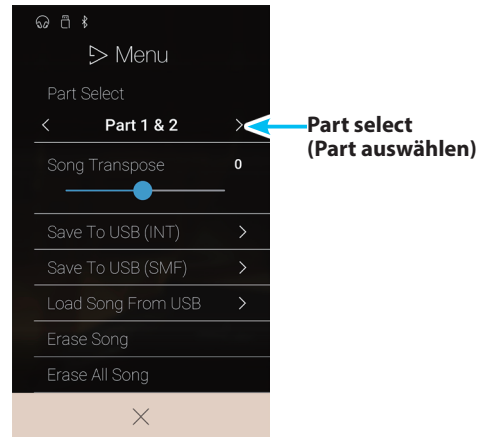 Menu
Part Select
Part 1 & 2
Part select
(Part auswählen)
Song Transpose 0
Save To USB (INT)
Save To USB (SMF)
Load Song From USB
Erase Song
Erase All Song